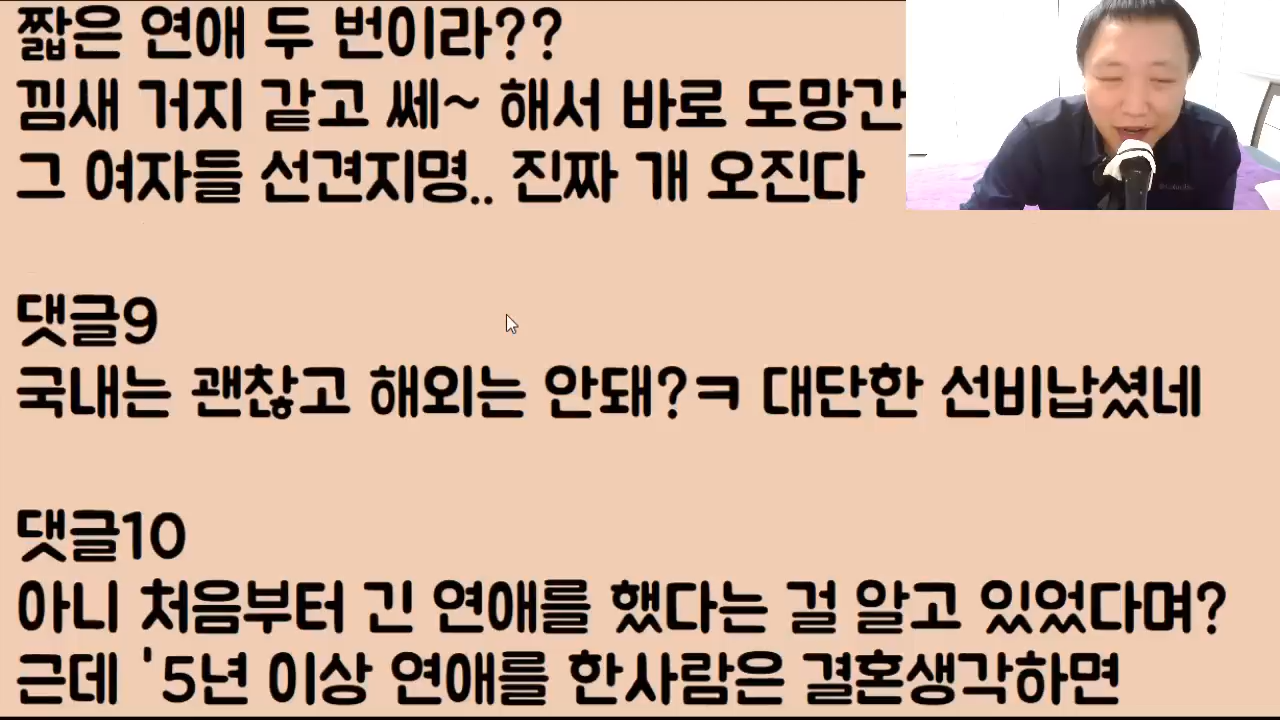 짧은 연애 두 번이라??
낌새 거지 같고 쎄~ 해서 바로 도망간
그 여자들 선견지명.. 진짜 개 오진다
댓글9
국내는 괜찮고 해외는 안돼?ㅋ 대단한 선비납셨네
댓글10
아니 처음부터 긴 연애를 했다는 걸 알고 있었다며?
근데 '5년 이상 연애를 한사람은 결혼생각하면